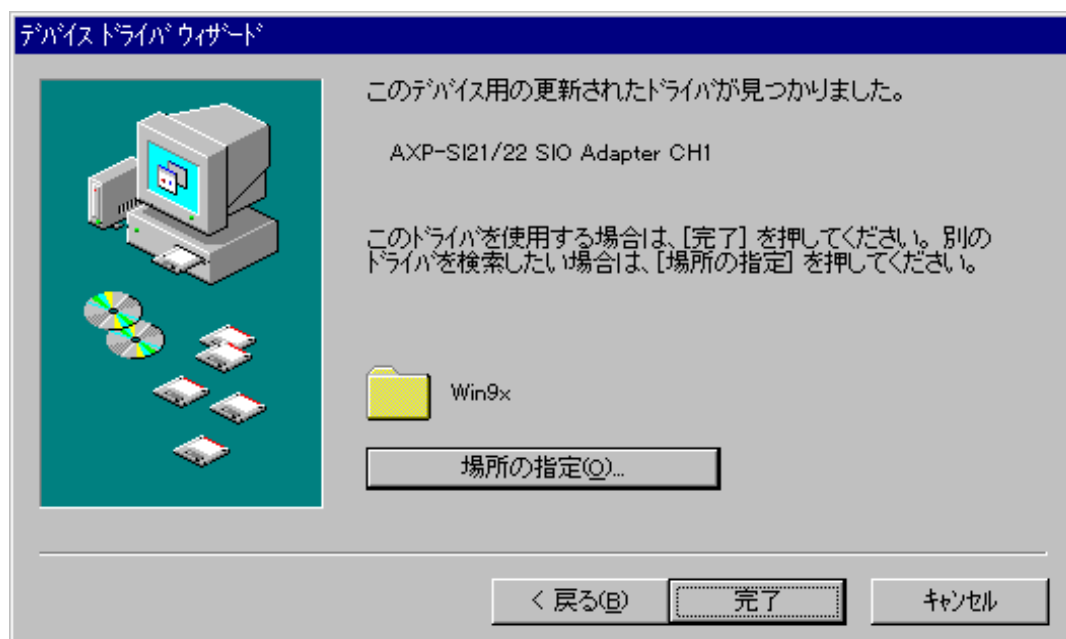 ﾃﾞﾊﾞｲｽ ﾄﾞﾗｲﾊﾞ ｳｨｻﾞｰﾄﾞ
このﾃﾞﾊﾞｲｽ用の更新されたﾄﾞﾗｲﾊﾞが見つかりました。
AXP-SI21/22 SIO Adapter CH1
このﾄﾞﾗｲﾊﾞを使用する場合は、[完了] を押してください。別の
ﾄﾞﾗｲﾊﾞを検索したい場合は、[場所の指定] を押してください。
Win9x
場所の指定(O)...
< 戻る(B)
完了
ｷｬﾝｾﾙ